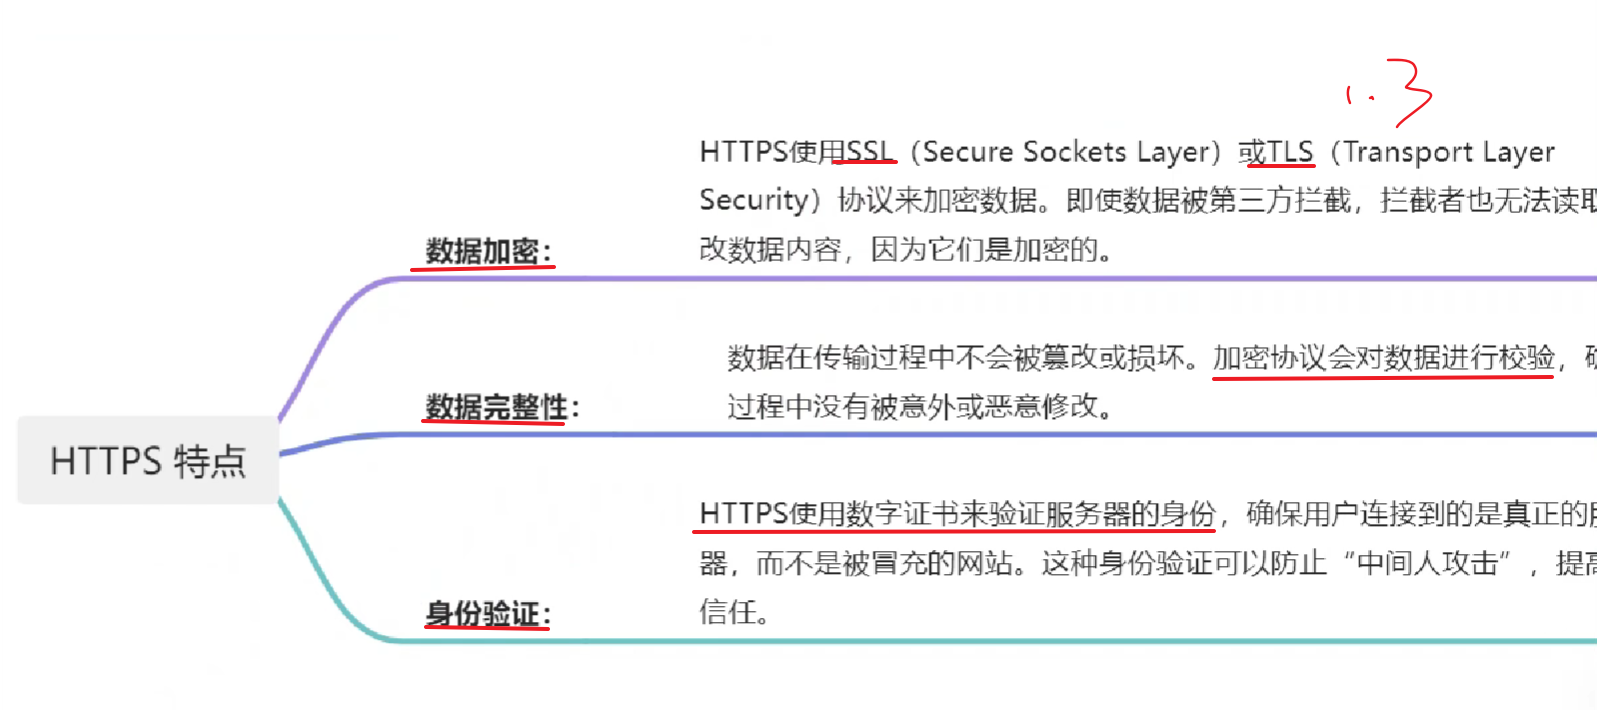 1.3
HTTPS使用SSL（Secure Sockets Layer）或TLS（Transport Layer
Security）协议来加密数据。即使数据被第三方拦截，拦截者也无法读取
改数据内容，因为它们是加密的。
数据加密：
数据在传输过程中不会被篡改或损坏。加密协议会对数据进行校验，
过程中没有被意外或恶意修改。
数据完整性：
HTTPS 特点
HTTPS使用数字证书来验证服务器的身份，确保用户连接到的是真正的
器，而不是被冒充的网站。这种身份验证可以防止“中间人攻击”，提高
信任。
身份验证：